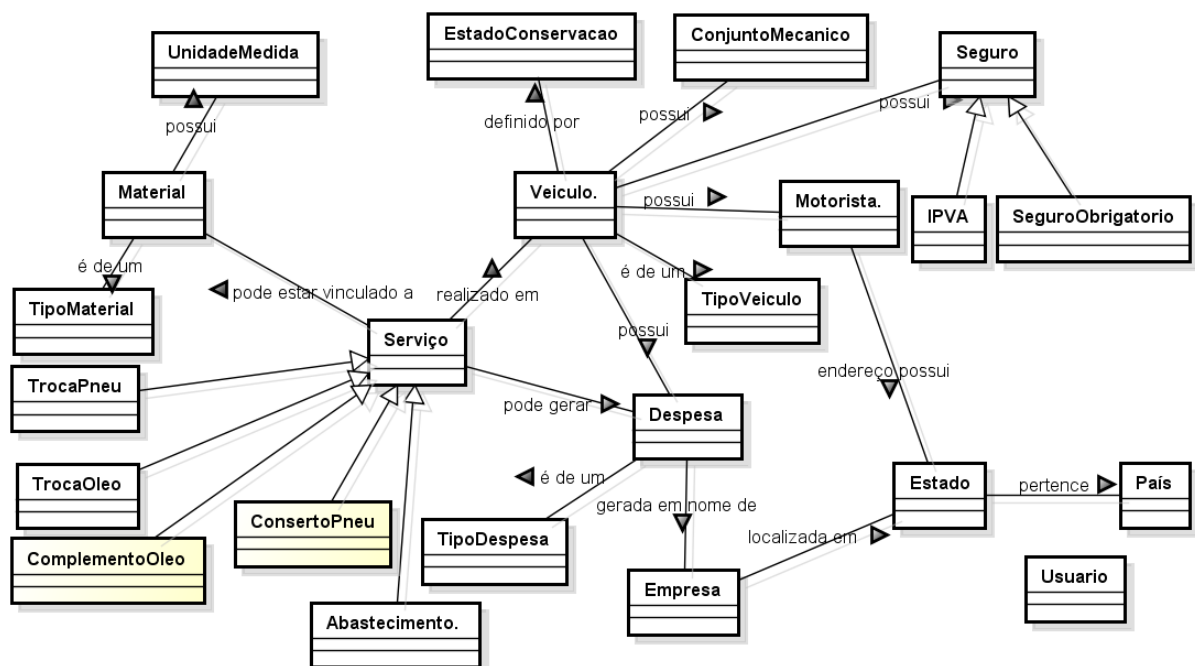 UnidadeMedida
EstadoConservacao
ConjuntoMecanico
Seguro
possui
definido por
possui
possui
Material
Veiculo.
possui
Motorista.
IPVA
SeguroObrigatorio
é de um
TipoMaterial
pode estar vinculado a
realizado em
é de um
TipoVeiculo
Serviço
possui
TrocaPneu
endereço possui
pode gerar
Despesa
TrocaOleo
é de um
Estado
pertence
País
ConsertoPneu
gerada em nome de
ComplementoOleo
TipoDespesa
localizada em
Empresa
Usuario
Abastecimento.